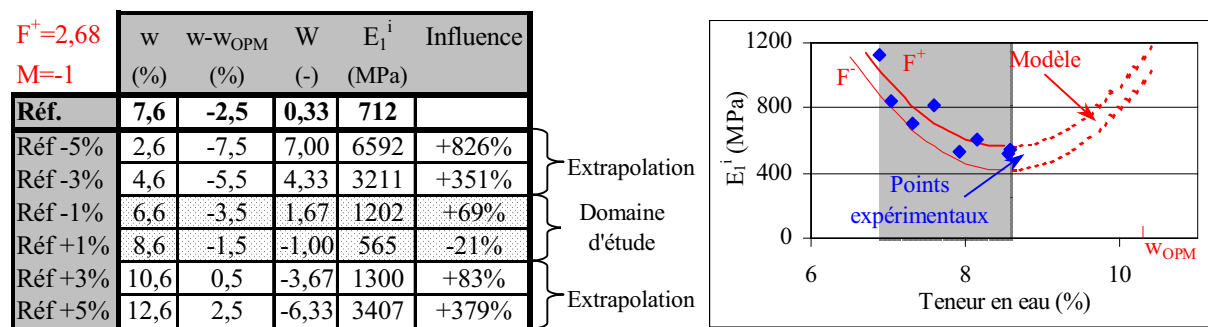 F⁺=2,68 w w-wOPM W E₁ⁱ Influence
M=-1 (%) (%) (-) (MPa)
Réf. 7,6 -2,5 0,33 712
Réf -5% 2,6 -7,5 7,00 6592 +826%
Réf -3% 4,6 -5,5 4,33 3211 +351%
Extrapolation
Réf -1% 6,6 -3,5 1,67 1202 +69%
Réf +1% 8,6 -1,5 -1,00 565 -21%
Domaine
d'étude
Réf +3% 10,6 0,5 -3,67 1300 +83%
Réf +5% 12,6 2,5 -6,33 3407 +379%
Extrapolation
E₁ⁱ (MPa)
1200
800
400
0
F⁻
F⁺
Modèle
Points
expérimentaux
wOPM
6 8 10
Teneur en eau (%)